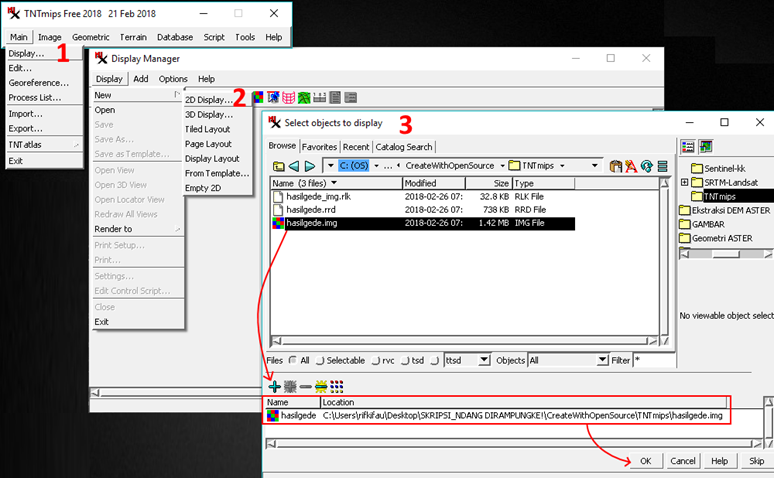 TNTmips Free 2018 21 Feb 2018
Main Image Geometric Terrain Database Script Tools Help
1
Display...
Edit...
Georeference...
Process List...
Import...
Export...
TNTatlas
Exit
Display Manager
Display Add Options Help
2
New
Open
Save
Save As...
Save as Template...
Open View
Open 3D View
Open Locator View
Redraw All Views
Render to
Print Setup...
Print...
Settings...
Edit Control Script...
Close
Exit
2D Display...
3D Display...
Tiled Layout
Page Layout
Display Layout
From Template...
Empty 2D
Select objects to display
3
Browse Favorites Recent Catalog Search
C: (OS) ... CreateWithOpenSource TNTmips
Name (3 files) Modified Size Type
hasilgede_img.rlk 2018-02-26 07: 32.8 KB RLK File
hasilgede.rrd 2018-02-26 07: 738 KB RRD File
hasilgede.img 2018-02-26 07: 1.42 MB IMG File
Sentinel-kk
SRTM-Landsat
TNTmips
Ekstraksi DEM ASTER
GAMBAR
Geometri ASTER
No viewable object select
Files All Selectable rvc tsd ttsd Objects All Filter *
Name Location
hasilgede C:\Users\rifkifau\Desktop\SKRIPSI_NDANG DIRAMPUNGKE!\CreateWithOpenSource\TNTmips\hasilgede.img
OK Cancel Help Skip